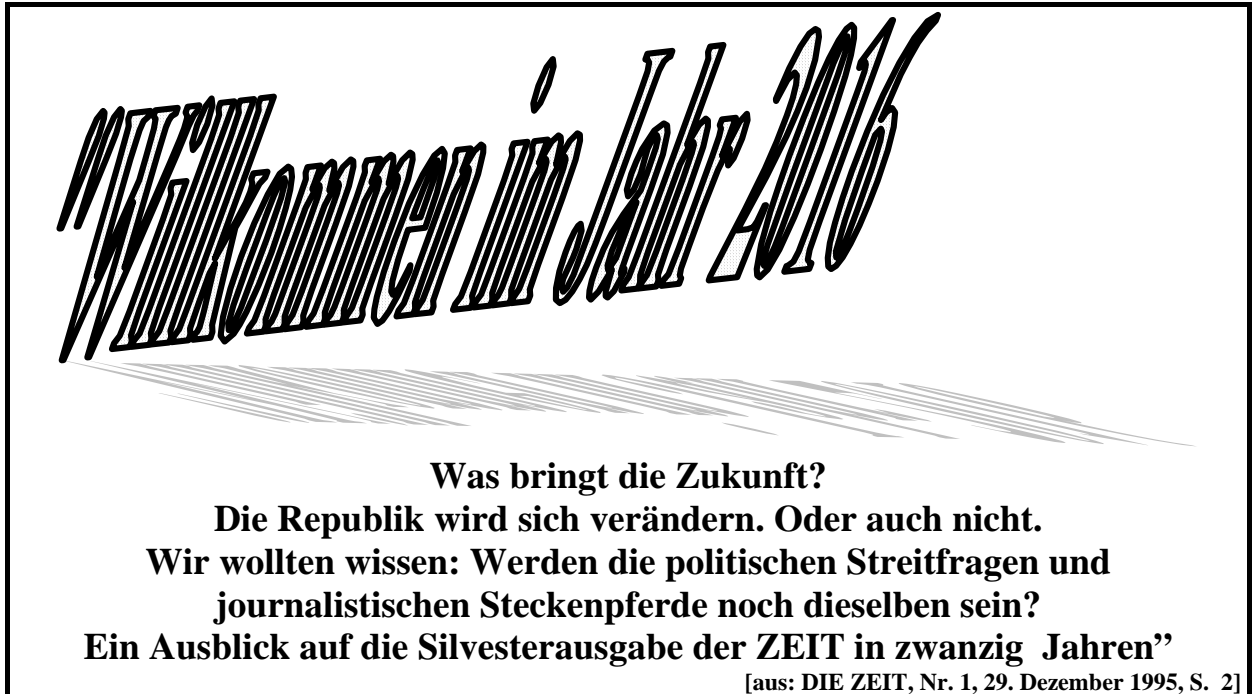 "Willkommen im Jahr 2016
Was bringt die Zukunft?
Die Republik wird sich verändern. Oder auch nicht.
Wir wollten wissen: Werden die politischen Streitfragen und
journalistischen Steckenpferde noch dieselben sein?
Ein Ausblick auf die Silvesterausgabe der ZEIT in zwanzig Jahren”
[aus: DIE ZEIT, Nr. 1, 29. Dezember 1995, S. 2]